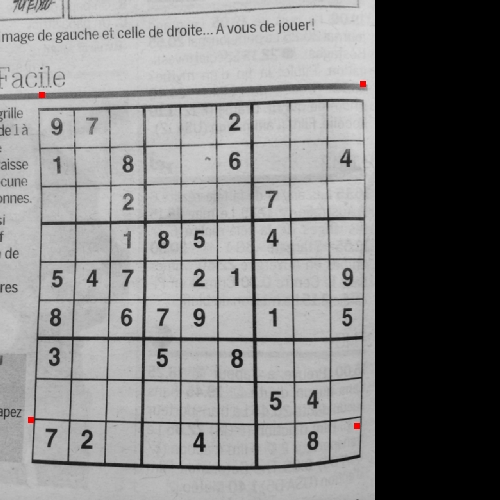 mage de gauche et celle de droite... A vous de jouer!
Facile
grille
de 1 à
aisse
cune
onnes.
si
f
de
res
apez
9 7 2
1 8 6 4
2 7
1 8 5 4
5 4 7 2 1 9
8 6 7 9 1 5
3 5 8
5 4
7 2 4 8